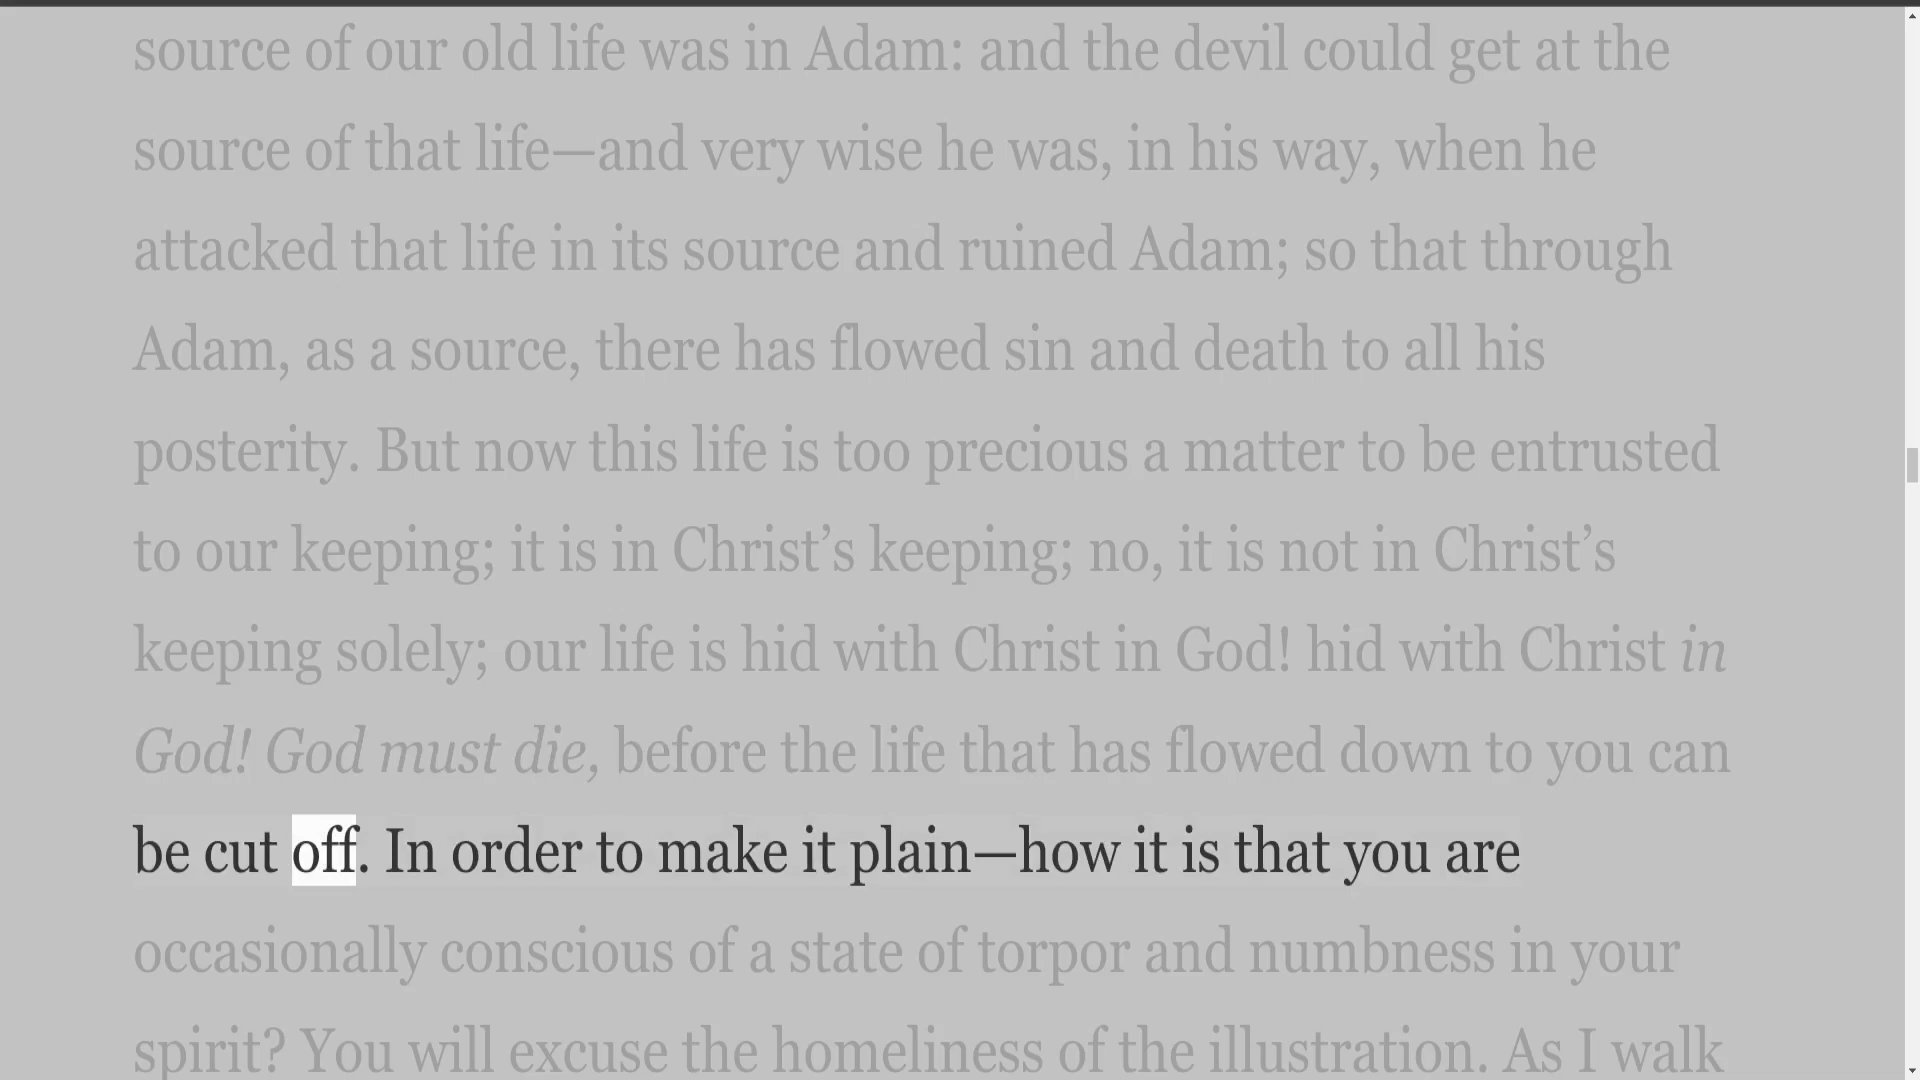 source of our old life was in Adam: and the devil could get at the
source of that life—and very wise he was, in his way, when he
attacked that life in its source and ruined Adam; so that through
Adam, as a source, there has flowed sin and death to all his
posterity. But now this life is too precious a matter to be entrusted
to our keeping; it is in Christ’s keeping; no, it is not in Christ’s
keeping solely; our life is hid with Christ in God! hid with Christ in
God! God must die, before the life that has flowed down to you can
be cut off. In order to make it plain—how it is that you are
occasionally conscious of a state of torpor and numbness in your
spirit? You will excuse the homeliness of the illustration. As I walk